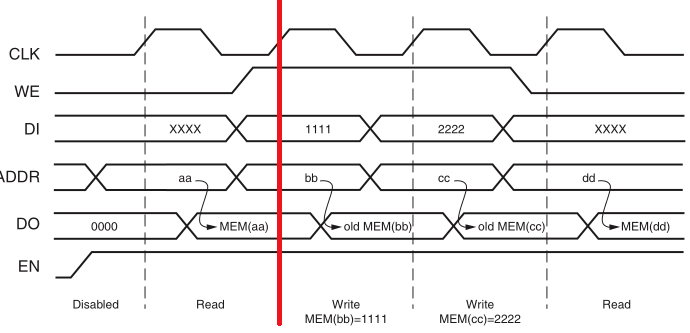 CLK
WE
DI XXXX 1111 2222 XXXX
ADDR aa bb cc dd
DO 0000 MEM(aa) old MEM(bb) old MEM(cc) MEM(dd)
EN
Disabled Read Write Write Read
MEM(bb)=1111 MEM(cc)=2222